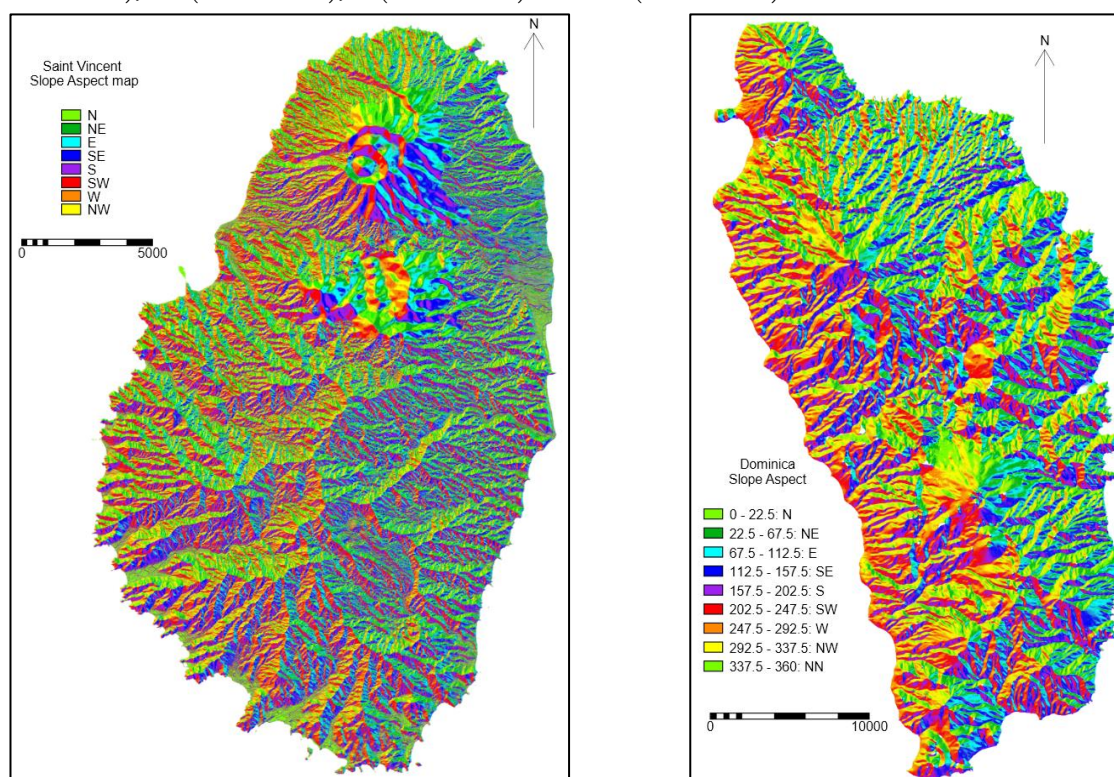 N
Saint Vincent
Slope Aspect map
N
NE
E
SE
S
SW
W
NW
0 5000
N
Dominica
Slope Aspect
0 - 22.5: N
22.5 - 67.5: NE
67.5 - 112.5: E
112.5 - 157.5: SE
157.5 - 202.5: S
202.5 - 247.5: SW
247.5 - 292.5: W
292.5 - 337.5: NW
337.5 - 360: NN
0 10000